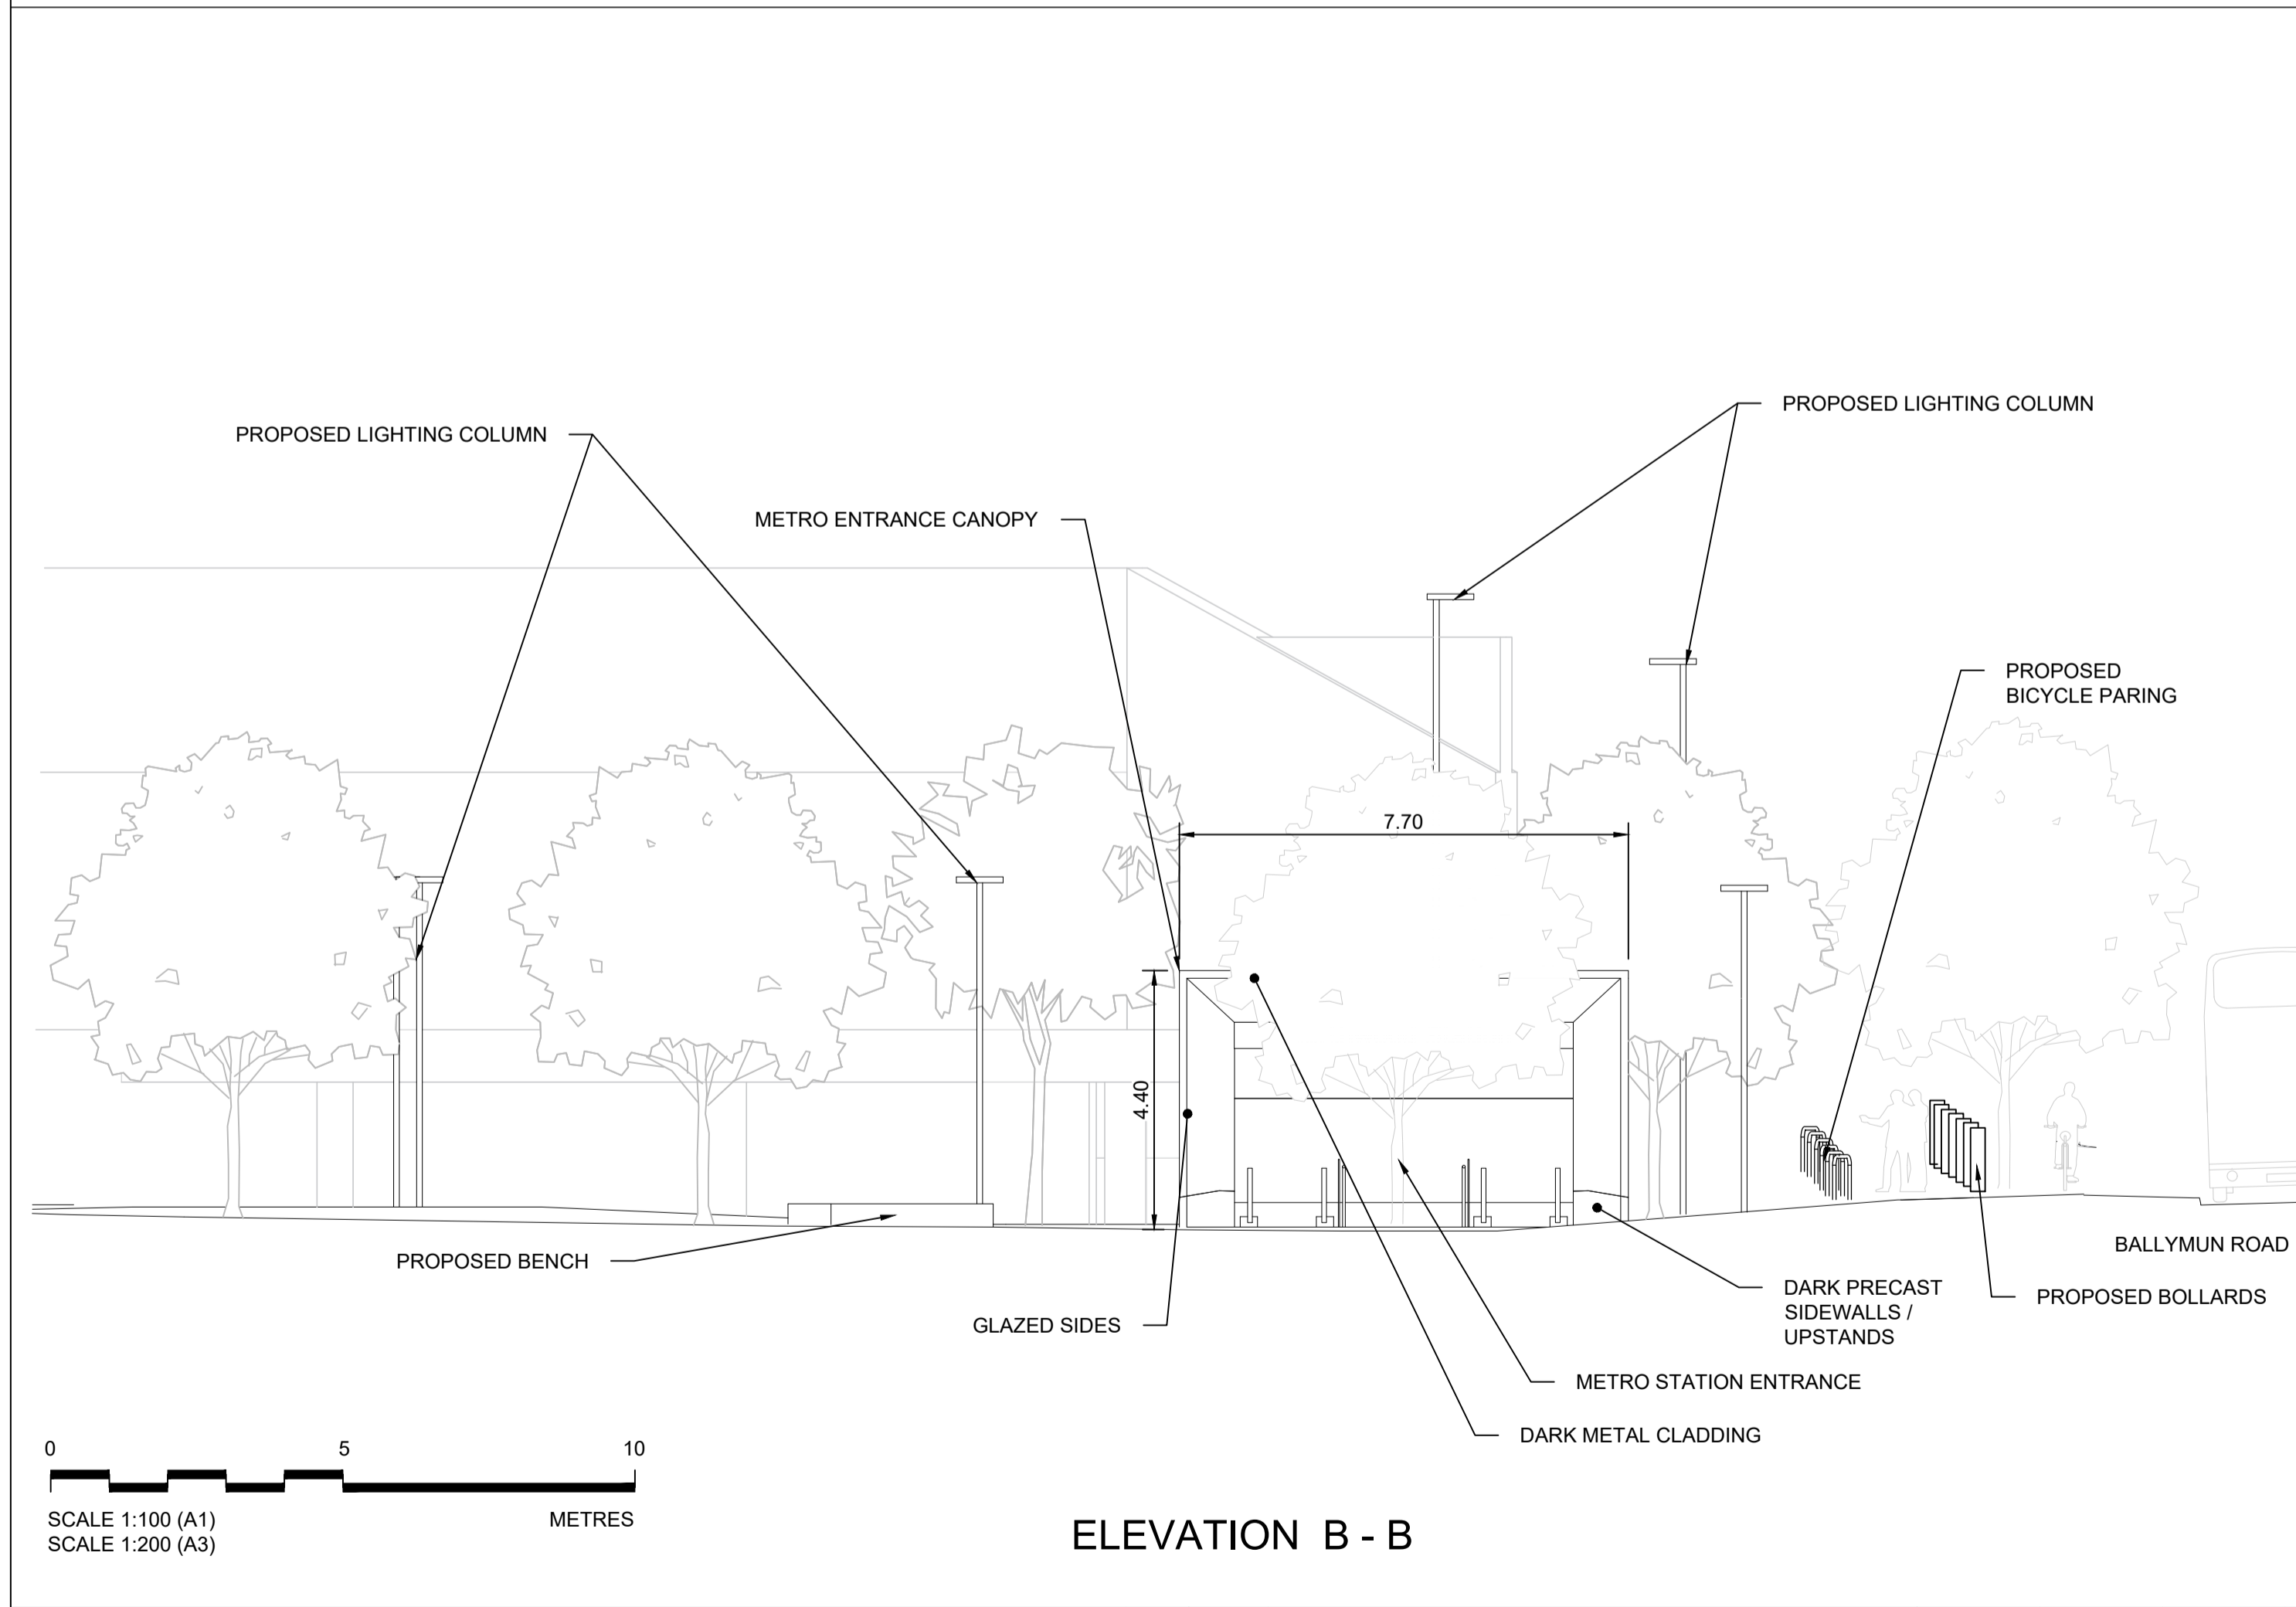 PROPOSED LIGHTING COLUMN
PROPOSED LIGHTING COLUMN
METRO ENTRANCE CANOPY
PROPOSED
BICYCLE PARING
7.70
4.40
BALLYMUN ROAD
PROPOSED BENCH
DARK PRECAST
SIDEWALLS /
UPSTANDS
PROPOSED BOLLARDS
GLAZED SIDES
METRO STATION ENTRANCE
DARK METAL CLADDING
0 5 10
SCALE 1:100 (A1) METRES
SCALE 1:200 (A3)
ELEVATION B - B